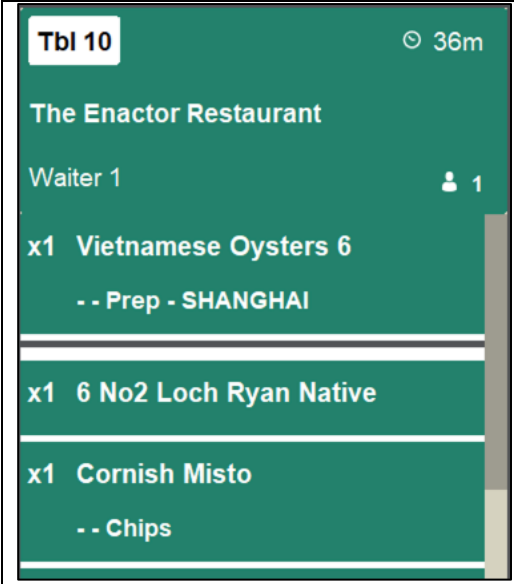 Tbl 10 36m
The Enactor Restaurant
Waiter 1 1
x1 Vietnamese Oysters 6
- - Prep - SHANGHAI
x1 6 No2 Loch Ryan Native
x1 Cornish Misto
- - Chips